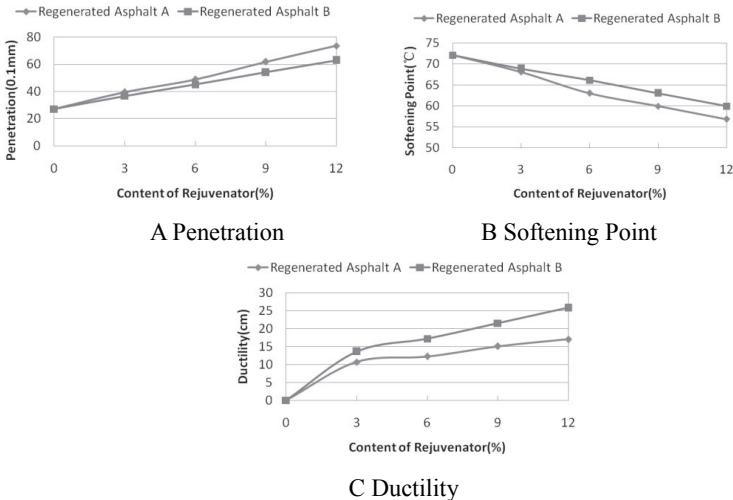 Regenerated Asphalt A Regenerated Asphalt B
Penetration(0.1mm)
80
60
40
20
0
0 3 6 9 12
Content of Rejuvenator(%)
A Penetration
Regenerated Asphalt A Regenerated Asphalt B
Softening Point(℃)
75
70
65
60
55
50
0 3 6 9 12
Content of Rejuvenator(%)
B Softening Point
Regenerated Asphalt A Regenerated Asphalt B
Ductility(cm)
30
25
20
15
10
5
0
0 3 6 9 12
Content of Rejuvenator(%)
C Ductility